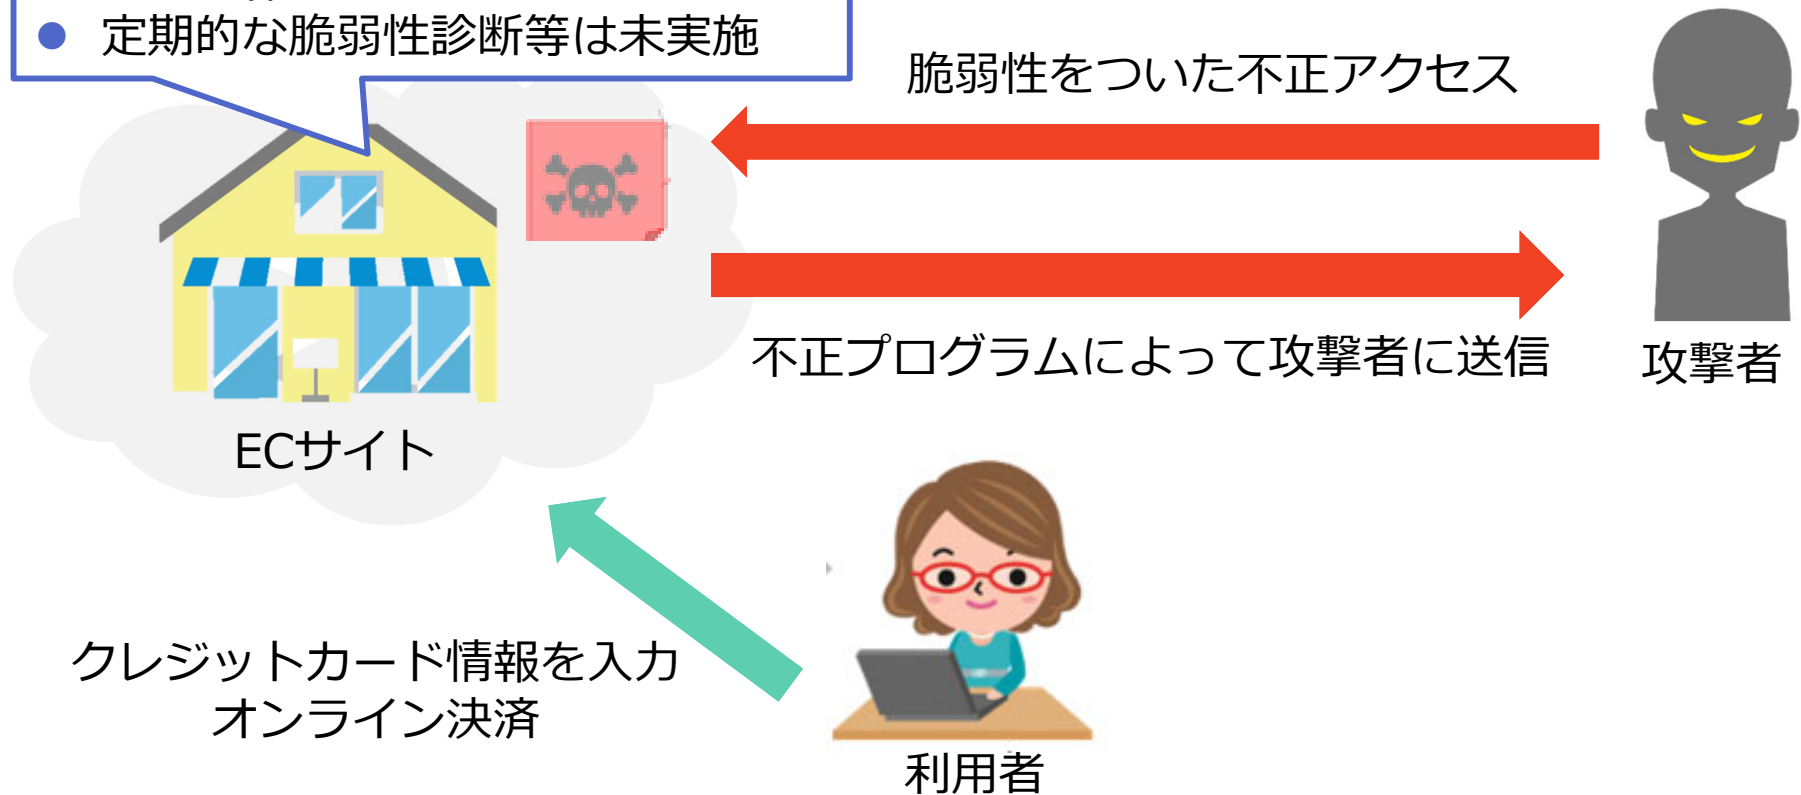 定期的な脆弱性診断等は未実施
脆弱性をついた不正アクセス
不正プログラムによって攻撃者に送信
攻撃者
ECサイト
クレジットカード情報を入力
オンライン決済
利用者